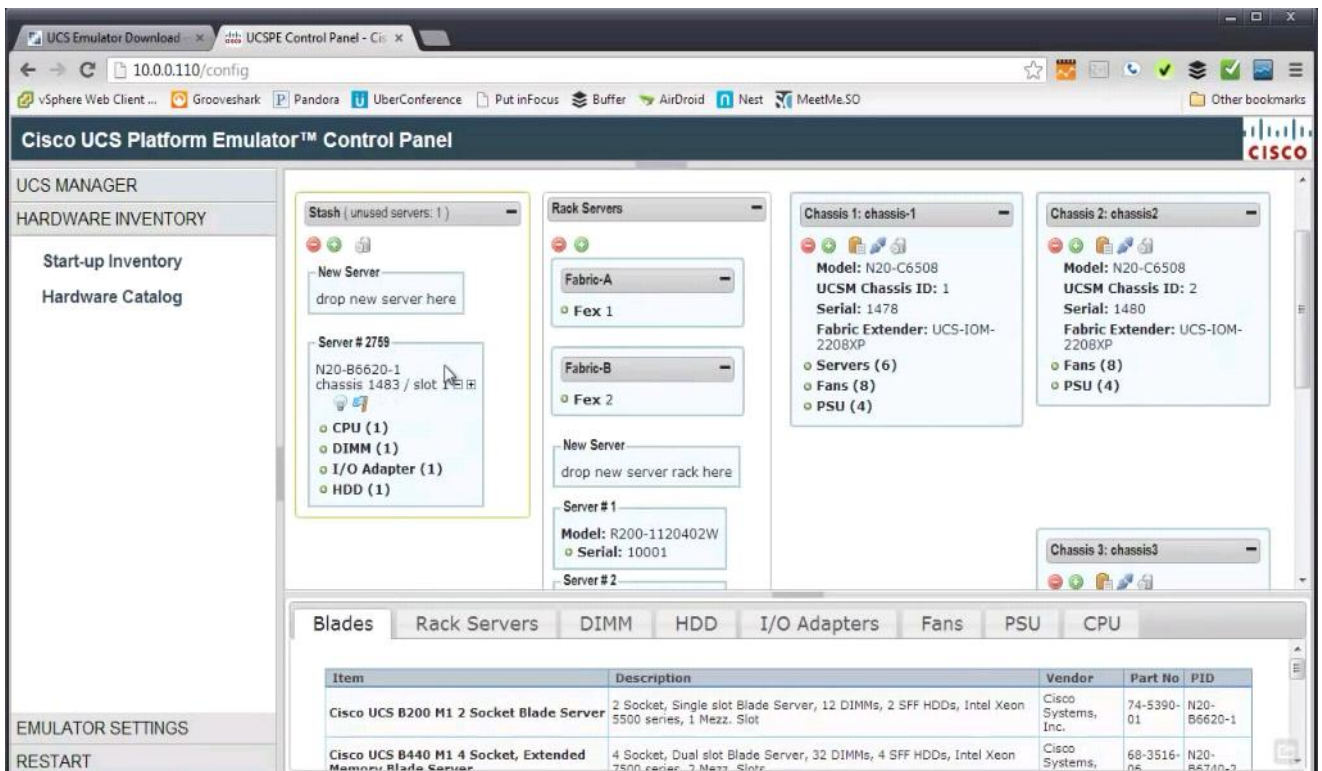 UCS Emulator Download
UCSPE Control Panel - Cis
10.0.0.110/config
vSphere Web Client ...
Grooveshark
Pandora
UberConference
Put inFocus
Buffer
AirDroid
Nest
MeetMe.SO
Other bookmarks
Cisco UCS Platform Emulator™ Control Panel
CISCO
UCS MANAGER
HARDWARE INVENTORY
Start-up Inventory
Hardware Catalog
EMULATOR SETTINGS
RESTART
Stash ( unused servers: 1 )
New Server
drop new server here
Server # 2759
N20-B6620-1
chassis 1483 / slot 1
CPU (1)
DIMM (1)
I/O Adapter (1)
HDD (1)
Rack Servers
Fabric-A
Fex 1
Fabric-B
Fex 2
New Server
drop new server rack here
Server # 1
Model: R200-1120402W
Serial: 10001
Server # 2
Chassis 1: chassis-1
Model: N20-C6508
UCSM Chassis ID: 1
Serial: 1478
Fabric Extender: UCS-IOM-
2208XP
Servers (6)
Fans (8)
PSU (4)
Chassis 2: chassis2
Model: N20-C6508
UCSM Chassis ID: 2
Serial: 1480
Fabric Extender: UCS-IOM-
2208XP
Fans (8)
PSU (4)
Chassis 3: chassis3
Blades
Rack Servers
DIMM
HDD
I/O Adapters
Fans
PSU
CPU
Item
Description
Vendor
Part No
PID
Cisco UCS B200 M1 2 Socket Blade Server
2 Socket, Single slot Blade Server, 12 DIMMs, 2 SFF HDDs, Intel Xeon
5500 series, 1 Mezz. Slot
Cisco
Systems,
Inc.
74-5390-
01
N20-
B6620-1
Cisco UCS B440 M1 4 Socket, Extended
Memory Blade Server
4 Socket, Dual slot Blade Server, 32 DIMMs, 4 SFF HDDs, Intel Xeon
7500 series, 2 Mezz. Slots
Cisco
Systems,
68-3516-
06
N20-
B6740-2